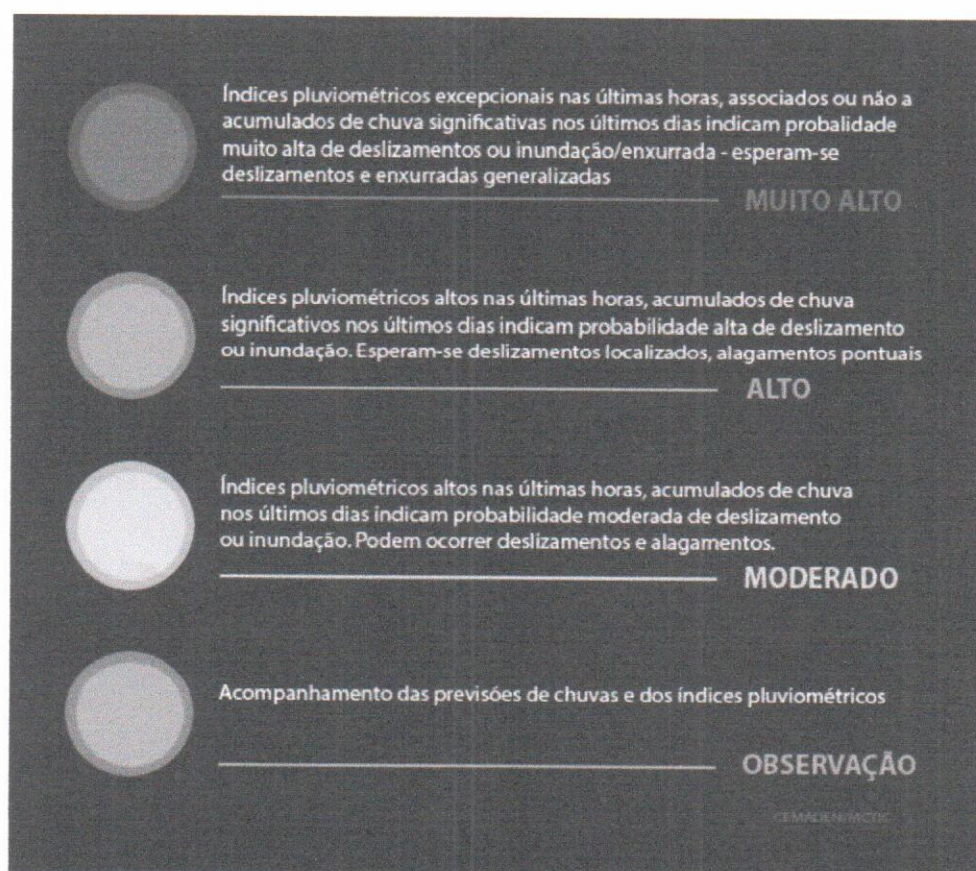 Índices pluviométricos excepcionais nas últimas horas, associados ou não a
acumulados de chuva significativas nos últimos dias indicam probalidade
muito alta de deslizamentos ou inundação/enxurrada - esperam-se
deslizamentos e enxurradas generalizadas
MUITO ALTO
Índices pluviométricos altos nas últimas horas, acumulados de chuva
significativos nos últimos dias indicam probabilidade alta de deslizamento
ou inundação. Esperam-se deslizamentos localizados, alagamentos pontuais
ALTO
Índices pluviométricos altos nas últimas horas, acumulados de chuva
nos últimos dias indicam probabilidade moderada de deslizamento
ou inundação. Podem ocorrer deslizamentos e alagamentos.
MODERADO
Acompanhamento das previsões de chuvas e dos índices pluviométricos
OBSERVAÇÃO
CEMADEN/MCTIC